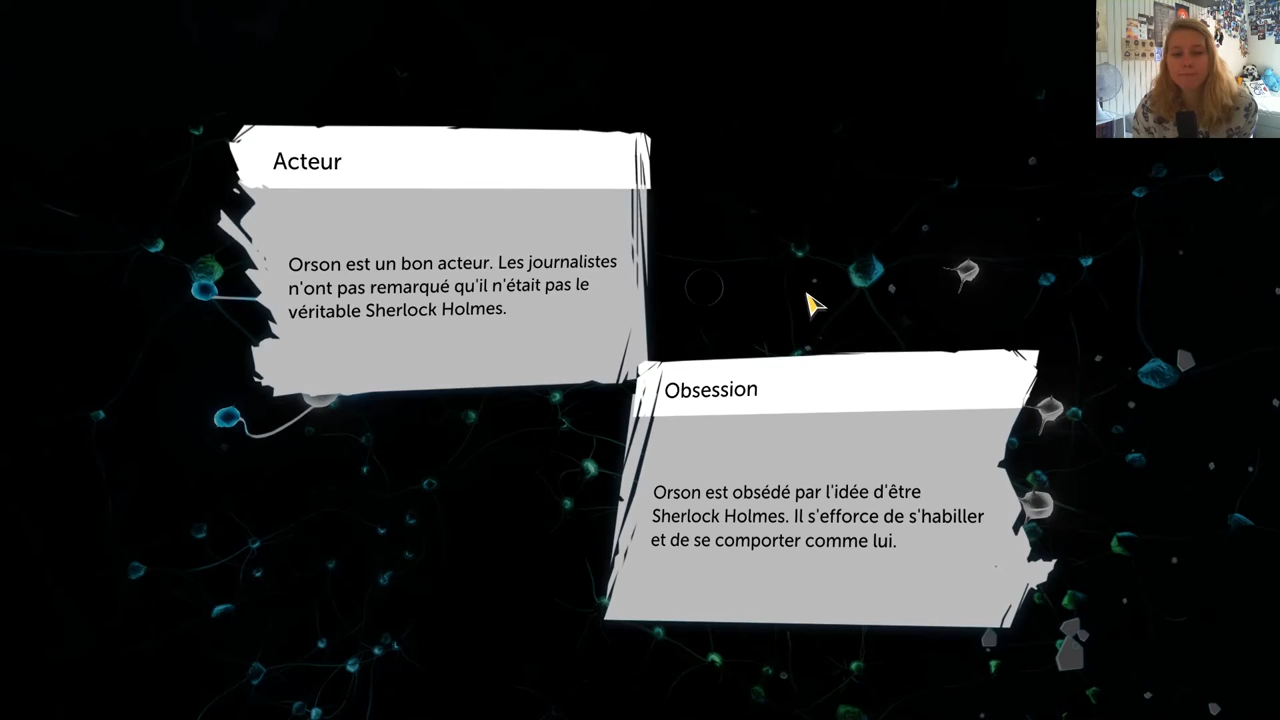 Acteur
Orson est un bon acteur. Les journalistes
n'ont pas remarqué qu'il n'était pas le
véritable Sherlock Holmes.
Obsession
Orson est obsédé par l'idée d'être
Sherlock Holmes. Il s'efforce de s'habiller
et de se comporter comme lui.